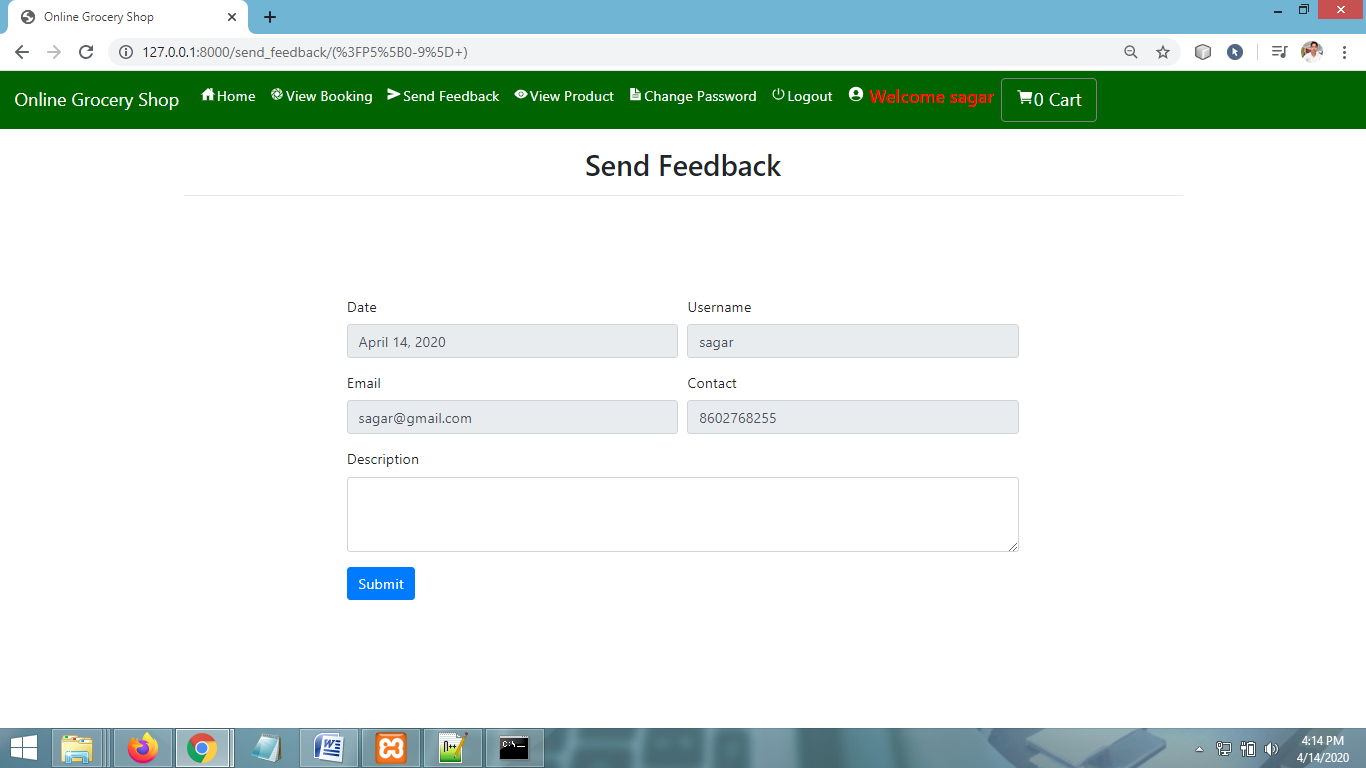 Online Grocery Shop
127.0.0.1:8000/send_feedback/(%3FP5%5B0-9%5D+)
Online Grocery Shop Home View Booking Send Feedback View Product Change Password Logout Welcome sagar 0 Cart
Send Feedback
Date Username
April 14, 2020 sagar
Email Contact
sagar@gmail.com 8602768255
Description
Submit
4:14 PM
4/14/2020